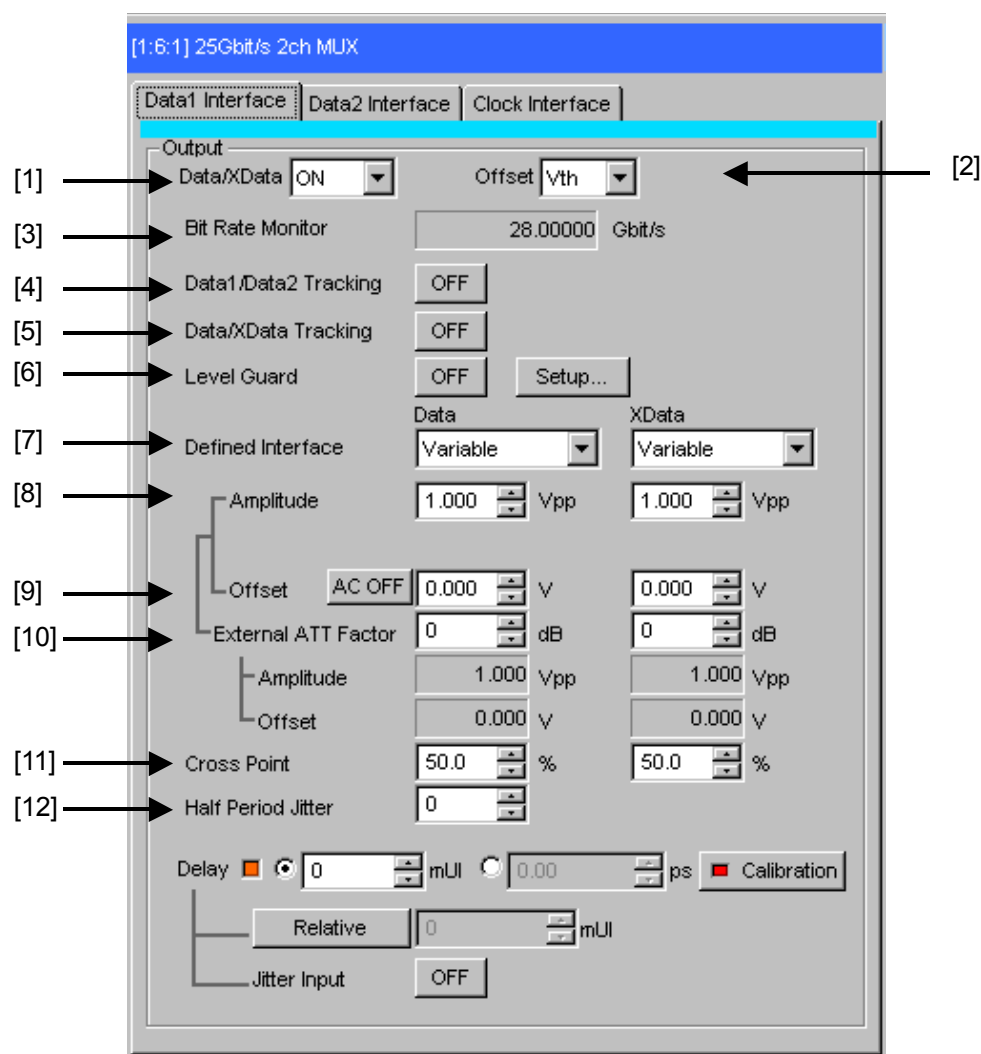 [1:6:1] 25Gbit/s 2ch MUX
Data1 Interface Data2 Interface Clock Interface
Output
[1] Data/XData ON Offset Vth [2]
[3] Bit Rate Monitor 28.00000 Gbit/s
[4] Data1/Data2 Tracking OFF
[5] Data/XData Tracking OFF
[6] Level Guard OFF Setup...
Data XData
[7] Defined Interface Variable Variable
[8] Amplitude 1.000 Vpp 1.000 Vpp
[9] Offset AC OFF 0.000 V 0.000 V
[10] External ATT Factor 0 dB 0 dB
Amplitude 1.000 Vpp 1.000 Vpp
Offset 0.000 V 0.000 V
[11] Cross Point 50.0 % 50.0 %
[12] Half Period Jitter 0
Delay 0 mUI 0.00 ps Calibration
Relative 0 mUI
Jitter Input OFF